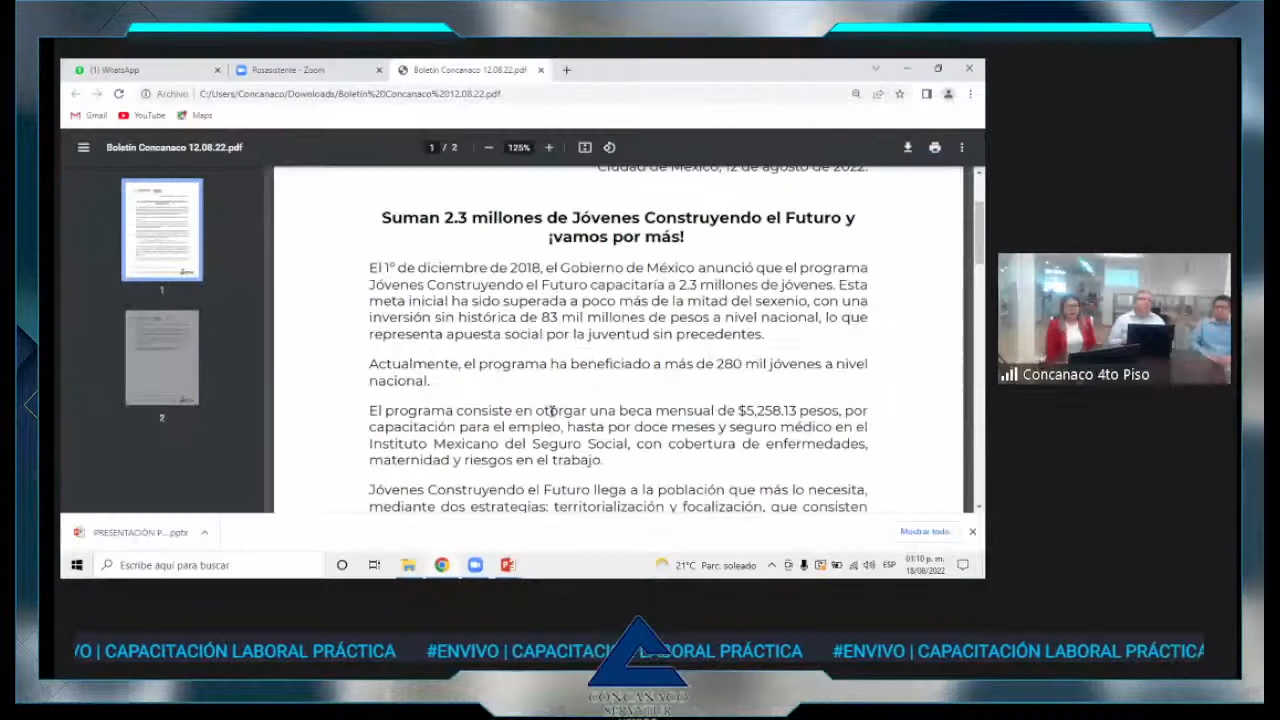 (1) WhatsApp
Posasistente - Zoom
Boletín Concanaco 12.08.22.pdf
Archivo
C:/Users/Concanaco/Downloads/Boletín%20Concanaco%2012.08.22.pdf
Gmail
YouTube
Maps
Boletín Concanaco 12.08.22.pdf
1 / 2
125%
1
2
Ciudad de México, 12 de agosto de 2022.
Suman 2.3 millones de Jóvenes Construyendo el Futuro y
¡vamos por más!
El 1º de diciembre de 2018, el Gobierno de México anunció que el programa
Jóvenes Construyendo el Futuro capacitaría a 2.3 millones de jóvenes. Esta
meta inicial ha sido superada a poco más de la mitad del sexenio, con una
inversión sin histórica de 83 mil millones de pesos a nivel nacional, lo que
representa apuesta social por la juventud sin precedentes.
Actualmente, el programa ha beneficiado a más de 280 mil jóvenes a nivel
nacional.
El programa consiste en otorgar una beca mensual de $5,258.13 pesos, por
capacitación para el empleo, hasta por doce meses y seguro médico en el
Instituto Mexicano del Seguro Social, con cobertura de enfermedades,
maternidad y riesgos en el trabajo.
Jóvenes Construyendo el Futuro llega a la población que más lo necesita,
mediante dos estrategias: territorialización y focalización, que consisten
Concanaco 4to Piso
PRESENTACIÓN P....pptx
Mostrar todo
Escribe aquí para buscar
21°C Parc. soleado
ESP
01:10 p. m.
18/08/2022
VO | CAPACITACIÓN LABORAL PRÁCTICA
#ENVIVO | CAPACITACI LABORAL PRÁCTICA
#ENVIVO | CAPACITACIÓN LABORAL PRÁCTICA
CONCANACO
SERVYTUR